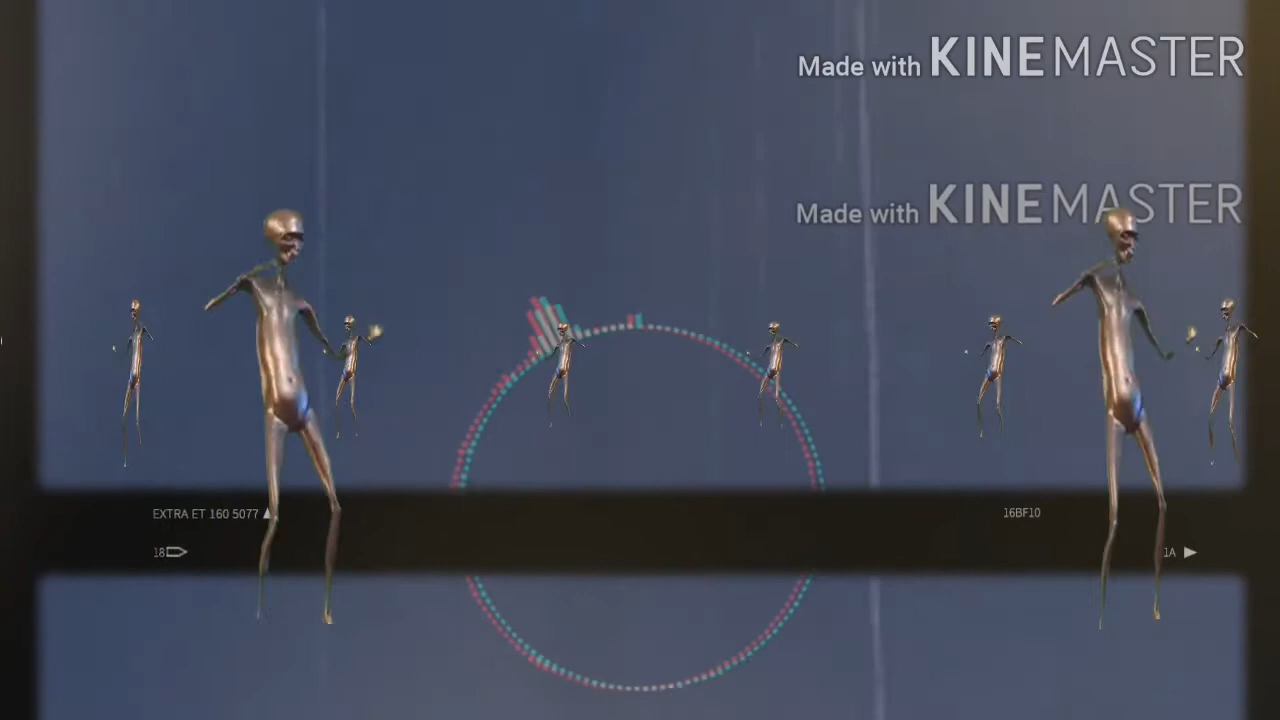 Made with KINEMASTER
Made with KINEMASTER
EXTRA ET 160 5077 ▲
16BF10
18
1A ▶